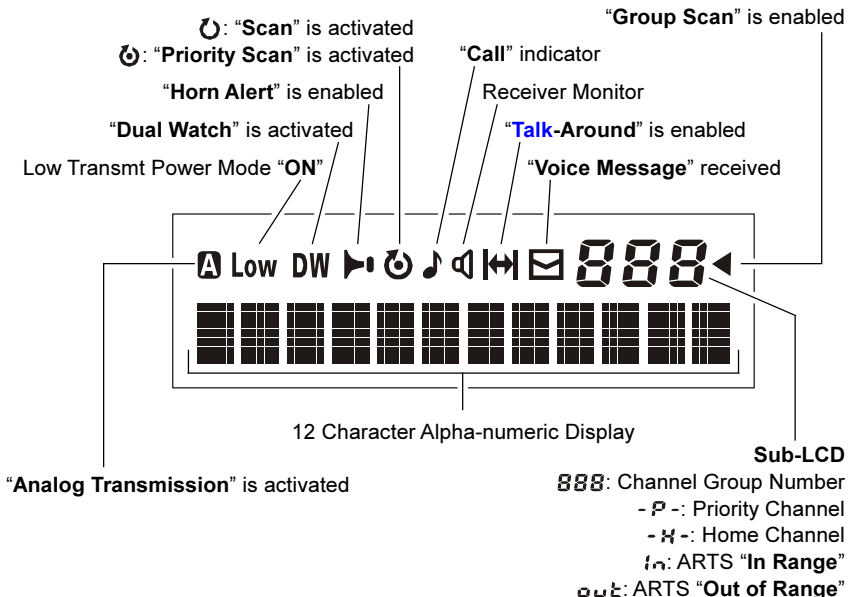 "Group Scan" is enabled
: "Scan" is activated
: "Priority Scan" is activated
"Call" indicator
"Horn Alert" is enabled
Receiver Monitor
"Dual Watch" is activated
"Talk-Around" is enabled
Low Transmt Power Mode "ON"
"Voice Message" received
A Low DW 888
12 Character Alpha-numeric Display
"Analog Transmission" is activated
Sub-LCD
888: Channel Group Number
-P-: Priority Channel
-H-: Home Channel
In: ARTS "In Range"
out: ARTS "Out of Range"